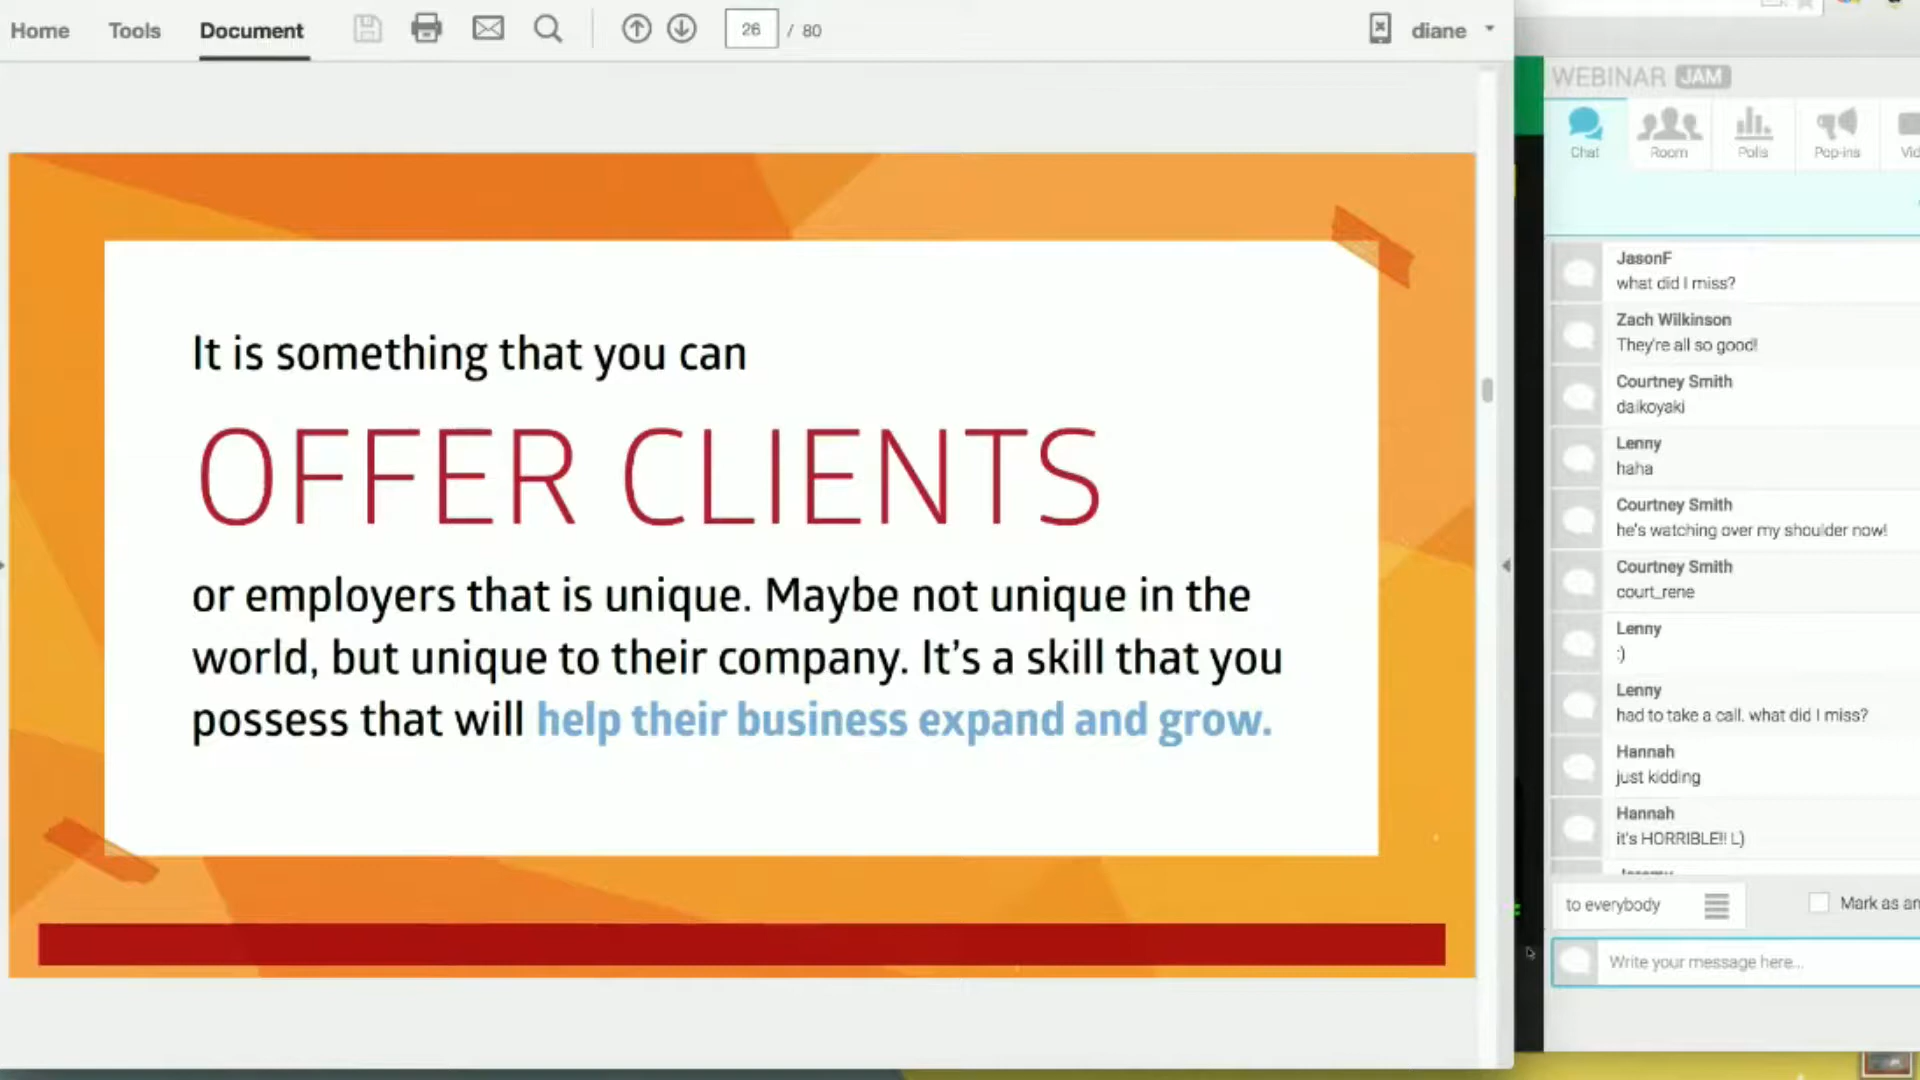 Home Tools Document 26 / 80 diane
It is something that you can
OFFER CLIENTS
or employers that is unique. Maybe not unique in the
world, but unique to their company. It's a skill that you
possess that will help their business expand and grow.
WEBINAR JAM
Chat Room Polls Pop-ins
JasonF
what did I miss?
Zach Wilkinson
They're all so good!
Courtney Smith
daikoyaki
Lenny
haha
Courtney Smith
he's watching over my shoulder now!
Courtney Smith
court_rene
Lenny
:)
Lenny
had to take a call. what did I miss?
Hannah
just kidding
Hannah
it's HORRIBLE!! L)
to everybody Mark as an
Write your message here...